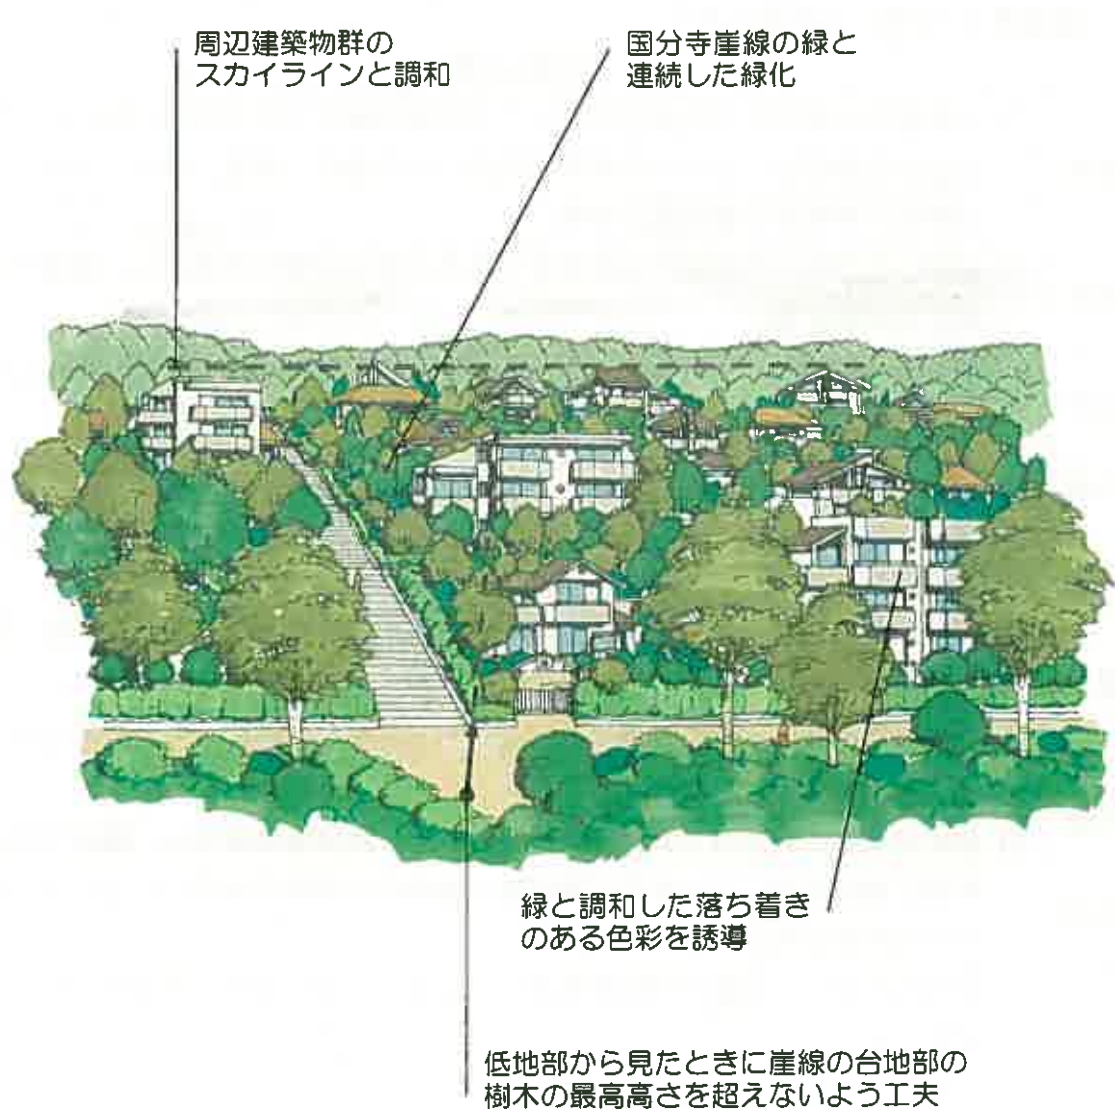 周辺建築物群の
スカイラインと調和
国分寺崖線の緑と
連続した緑化
緑と調和した落ち着き
のある色彩を誘導
低地部から見たときに崖線の台地部の
樹木の最高高さを超えないよう工夫